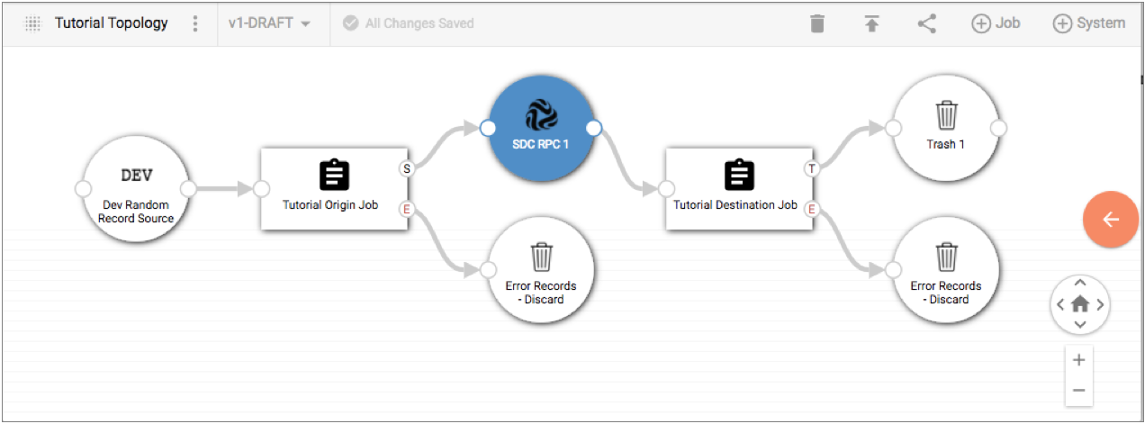 Tutorial Topology
v1-DRAFT
All Changes Saved
Job
System
DEV
Dev Random
Record Source
Tutorial Origin Job
S
E
SDC RPC 1
Error Records
- Discard
Tutorial Destination Job
T
E
Trash 1
Error Records
- Discard